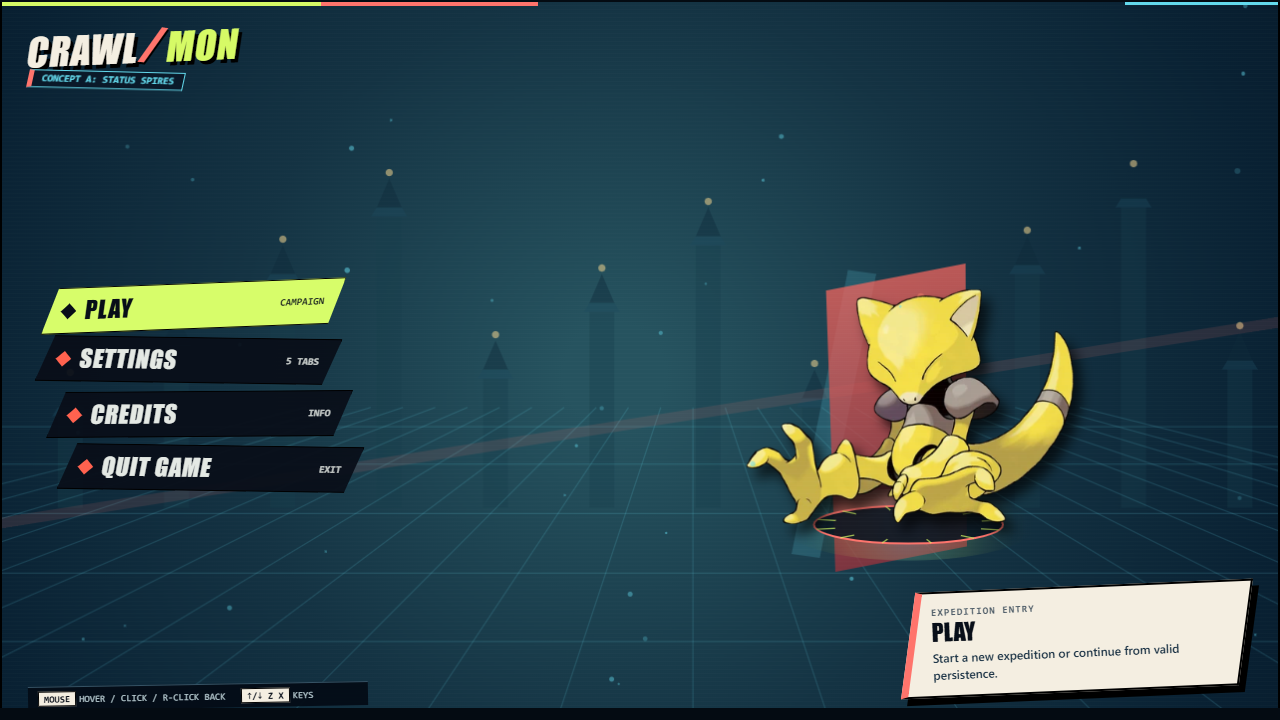 CRAWL/MON
CONCEPT A: STATUS SPIRES
PLAY CAMPAIGN
SETTINGS 5 TABS
CREDITS INFO
QUIT GAME EXIT
EXPEDITION ENTRY
PLAY
Start a new expedition or continue from valid
persistence.
MOUSE HOVER / CLICK / R-CLICK BACK ↑/↓ Z X KEYS